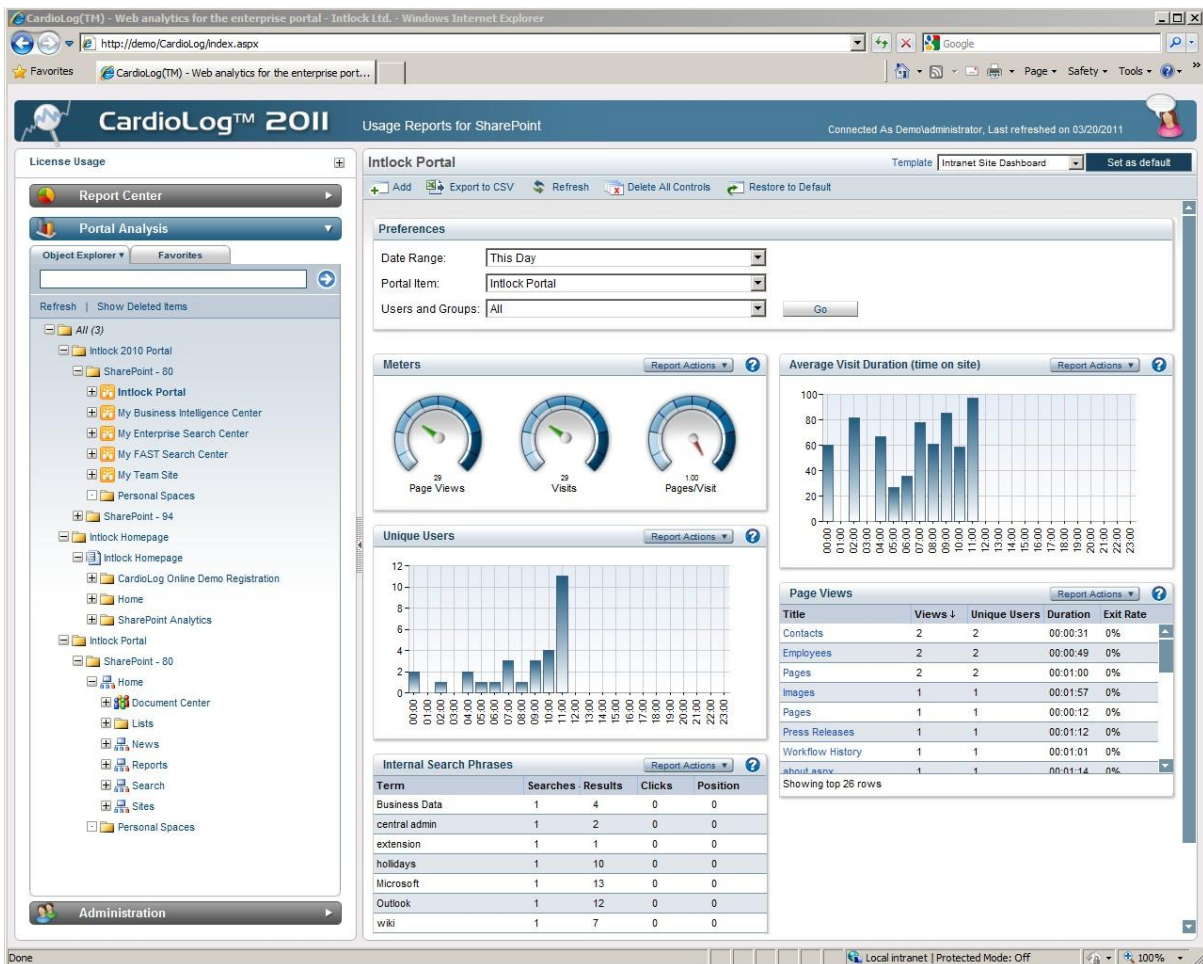 CardioLog(TM) - Web analytics for the enterprise portal - Intlock Ltd. - Windows Internet Explorer
http://demo/CardioLog/index.aspx
Google
Favorites
CardioLog(TM) - Web analytics for the enterprise port...
Page Safety Tools
CardioLog™ 2011
Usage Reports for SharePoint
Connected As Demo\administrator, Last refreshed on 03/20/2011
License Usage
Report Center
Portal Analysis
Object Explorer Favorites
Refresh | Show Deleted Items
All (3)
Intlock 2010 Portal
SharePoint - 80
Intlock Portal
My Business Intelligence Center
My Enterprise Search Center
My FAST Search Center
My Team Site
Personal Spaces
SharePoint - 94
Intlock Homepage
Intlock Homepage
CardioLog Online Demo Registration
Home
SharePoint Analytics
Intlock Portal
SharePoint - 80
Home
Document Center
Lists
News
Reports
Search
Sites
Personal Spaces
Administration
Intlock Portal
Template Intranet Site Dashboard Set as default
Add Export to CSV Refresh Delete All Controls Restore to Default
Preferences
Date Range: This Day
Portal Item: Intlock Portal
Users and Groups: All Go
Meters Report Actions
29 29 1.00
Page Views Visits Pages/Visit
Unique Users Report Actions
12
10
8
6
4
2
0
00:00 01:00 02:00 03:00 04:00 05:00 06:00 07:00 08:00 09:00 10:00 11:00 12:00 13:00 14:00 15:00 16:00 17:00 18:00 19:00 20:00 21:00 22:00 23:00
Internal Search Phrases Report Actions
Term Searches Results Clicks Position
Business Data 1 4 0 0
central admin 1 2 0 0
extension 1 1 0 0
hollidays 1 10 0 0
Microsoft 1 13 0 0
Outlook 1 12 0 0
wiki 1 7 0 0
Average Visit Duration (time on site) Report Actions
100
80
60
40
20
0
00:00 01:00 02:00 03:00 04:00 05:00 06:00 07:00 08:00 09:00 10:00 11:00 12:00 13:00 14:00 15:00 16:00 17:00 18:00 19:00 20:00 21:00 22:00 23:00
Page Views Report Actions
Title Views ↓ Unique Users Duration Exit Rate
Contacts 2 2 00:00:31 0%
Employees 2 2 00:00:49 0%
Pages 2 2 00:01:00 0%
Images 1 1 00:01:57 0%
Pages 1 1 00:00:12 0%
Press Releases 1 1 00:01:12 0%
Workflow History 1 1 00:01:01 0%
about.aspx 1 1 00:01:14 0%
Showing top 26 rows
Done
Local intranet | Protected Mode: Off
100%